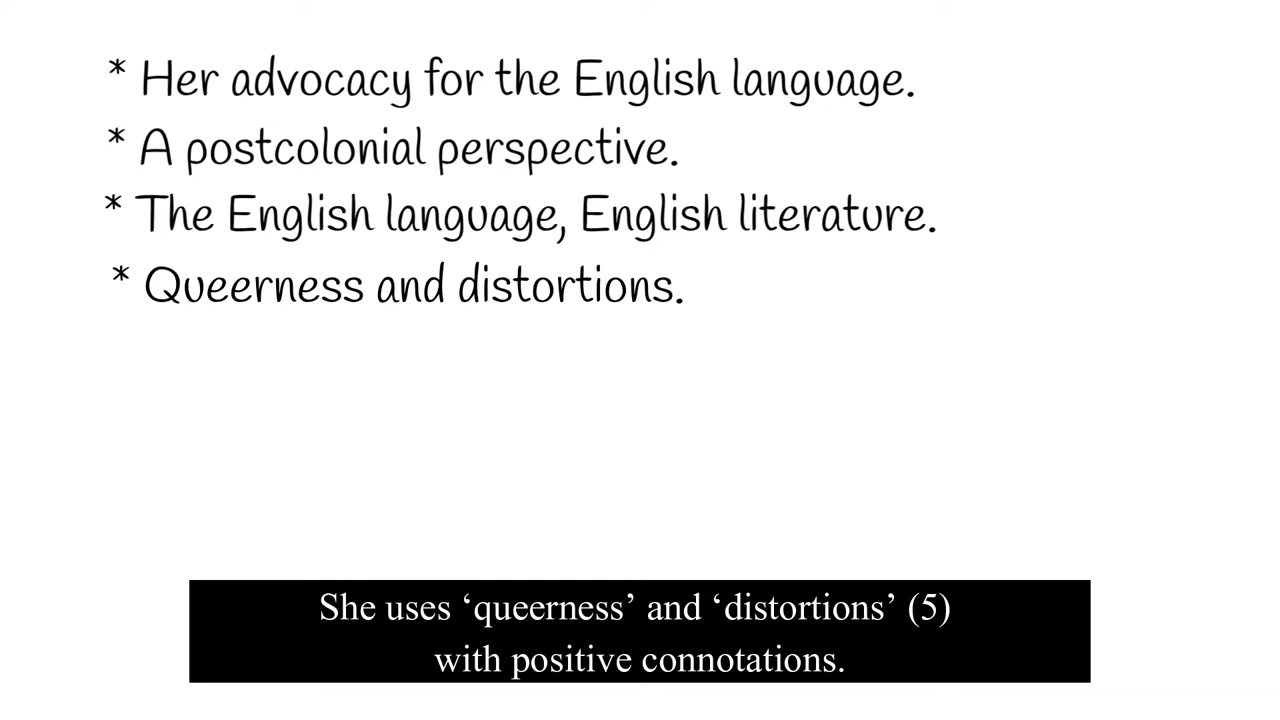 * Her advocacy for the English language.
* A postcolonial perspective.
* The English language, English literature.
* Queerness and distortions.
She uses ‘queerness’ and ‘distortions’ (5)
with positive connotations.